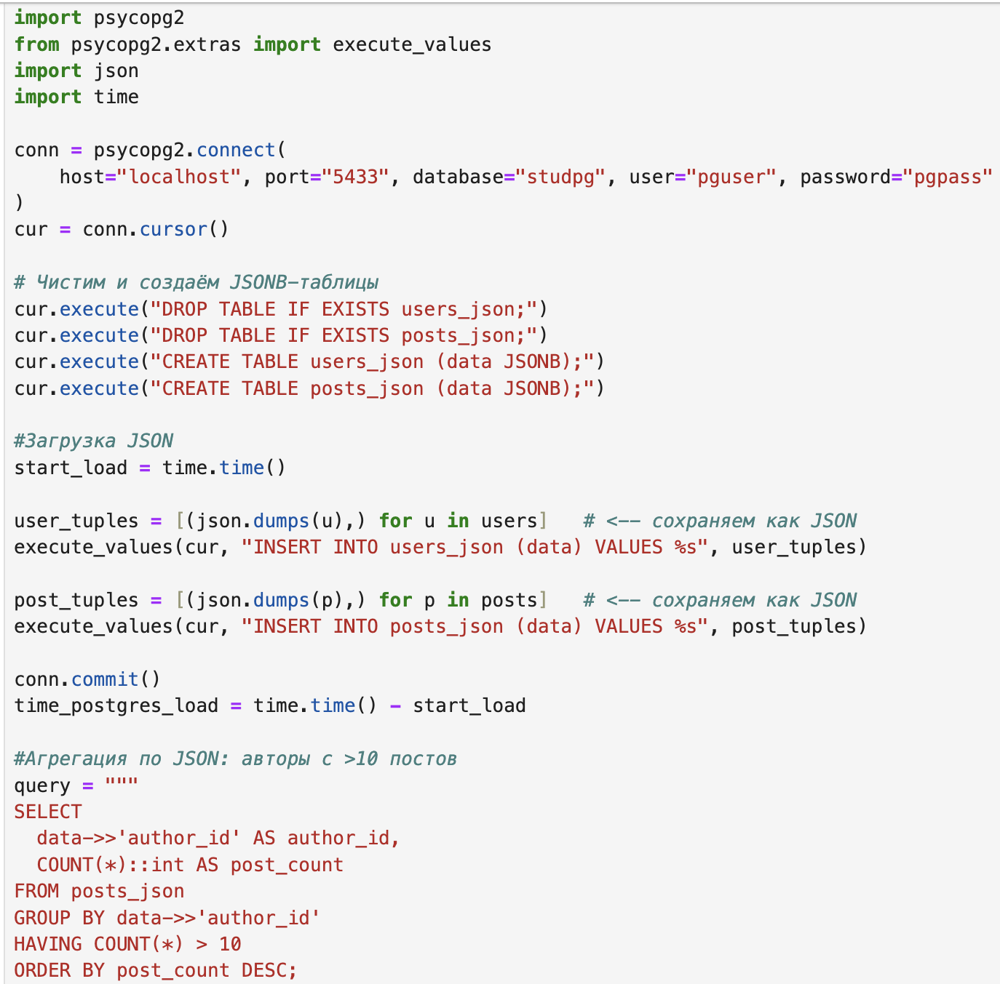 import psycopg2
from psycopg2.extras import execute_values
import json
import time
conn = psycopg2.connect(
    host="localhost", port="5433", database="studpg", user="pguser", password="pgpass"
)
cur = conn.cursor()
# Чистим и создаём JSONB-таблицы
cur.execute("DROP TABLE IF EXISTS users_json;")
cur.execute("DROP TABLE IF EXISTS posts_json;")
cur.execute("CREATE TABLE users_json (data JSONB);")
cur.execute("CREATE TABLE posts_json (data JSONB);")
#Загрузка JSON
start_load = time.time()
user_tuples = [(json.dumps(u),) for u in users]   # <-- сохраняем как JSON
execute_values(cur, "INSERT INTO users_json (data) VALUES %s", user_tuples)
post_tuples = [(json.dumps(p),) for p in posts]   # <-- сохраняем как JSON
execute_values(cur, "INSERT INTO posts_json (data) VALUES %s", post_tuples)
conn.commit()
time_postgres_load = time.time() - start_load
#Агрегация по JSON: авторы с >10 постов
query = """
SELECT
  data->>'author_id' AS author_id,
  COUNT(*)::int AS post_count
FROM posts_json
GROUP BY data->>'author_id'
HAVING COUNT(*) > 10
ORDER BY post_count DESC;